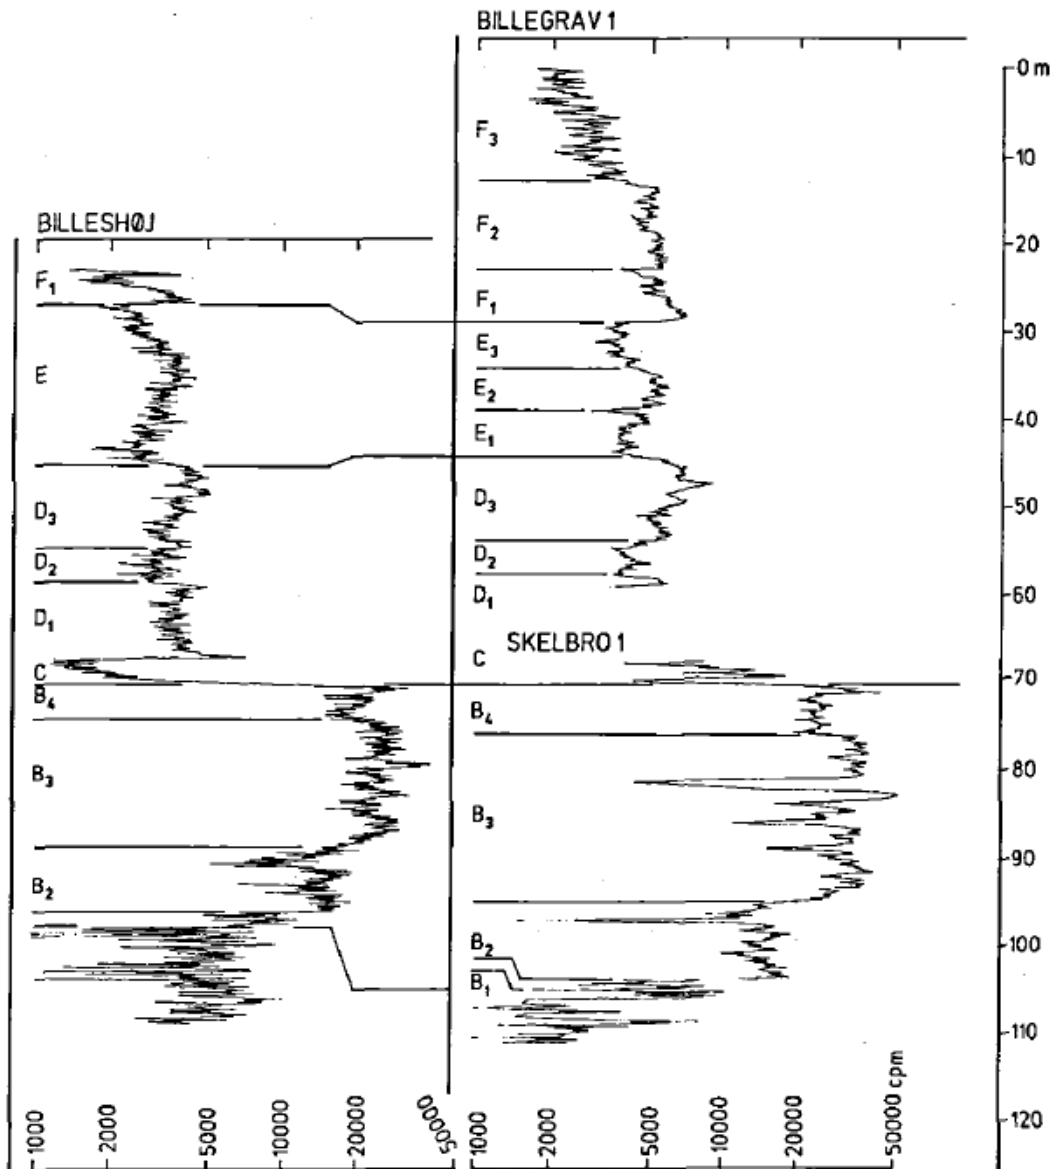 BILLEGRAV 1
0 m
F3
10
F2
20
BILLESHØJ
F1
F1
30
E3
E
E2
40
E1
D3
D3
50
D2
D2
D1
60
D1
SKELBRO 1
C
C
70
B4
B4
B3
80
B3
90
B2
B2
100
B1
110
120
1000
2000
5000
10000
20000
50000
1000
2000
5000
10000
20000
50000 cpm